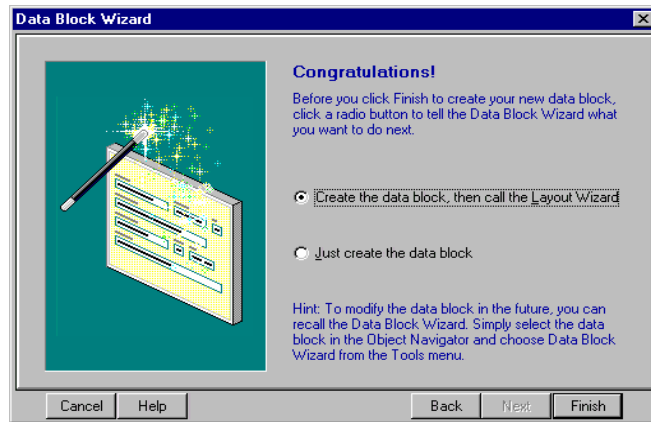 Data Block Wizard
Congratulations!
Before you click Finish to create your new data block,
click a radio button to tell the Data Block Wizard what
you want to do next.
Create the data block, then call the Layout Wizard
Just create the data block
Hint: To modify the data block in the future, you can
recall the Data Block Wizard. Simply select the data
block in the Object Navigator and choose Data Block
Wizard from the Tools menu.
Cancel Help Back Next Finish